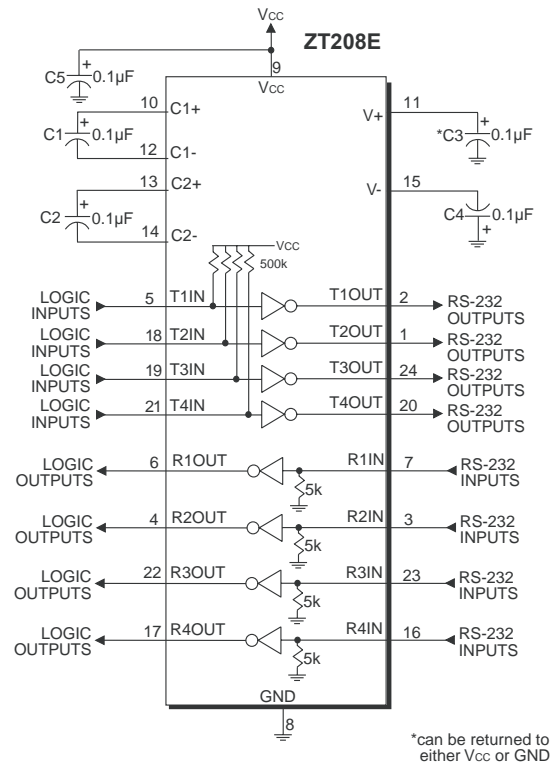 Vcc
ZT208E
9
Vcc
C5
+
0.1µF
10
C1+
C1
+
0.1µF
12
C1-
13
C2+
C2
+
0.1µF
14
C2-
V+
11
+
*C3
0.1µF
V-
15
C4
0.1µF
+
Vcc
500k
LOGIC
INPUTS
5
T1IN
T1OUT
2
RS-232
OUTPUTS
LOGIC
INPUTS
18
T2IN
T2OUT
1
RS-232
OUTPUTS
LOGIC
INPUTS
19
T3IN
T3OUT
24
RS-232
OUTPUTS
LOGIC
INPUTS
21
T4IN
T4OUT
20
RS-232
OUTPUTS
LOGIC
OUTPUTS
6
R1OUT
R1IN
7
RS-232
INPUTS
5k
LOGIC
OUTPUTS
4
R2OUT
R2IN
3
RS-232
INPUTS
5k
LOGIC
OUTPUTS
22
R3OUT
R3IN
23
RS-232
INPUTS
5k
LOGIC
OUTPUTS
17
R4OUT
R4IN
16
RS-232
INPUTS
5k
GND
8
*can be returned to
either Vcc or GND